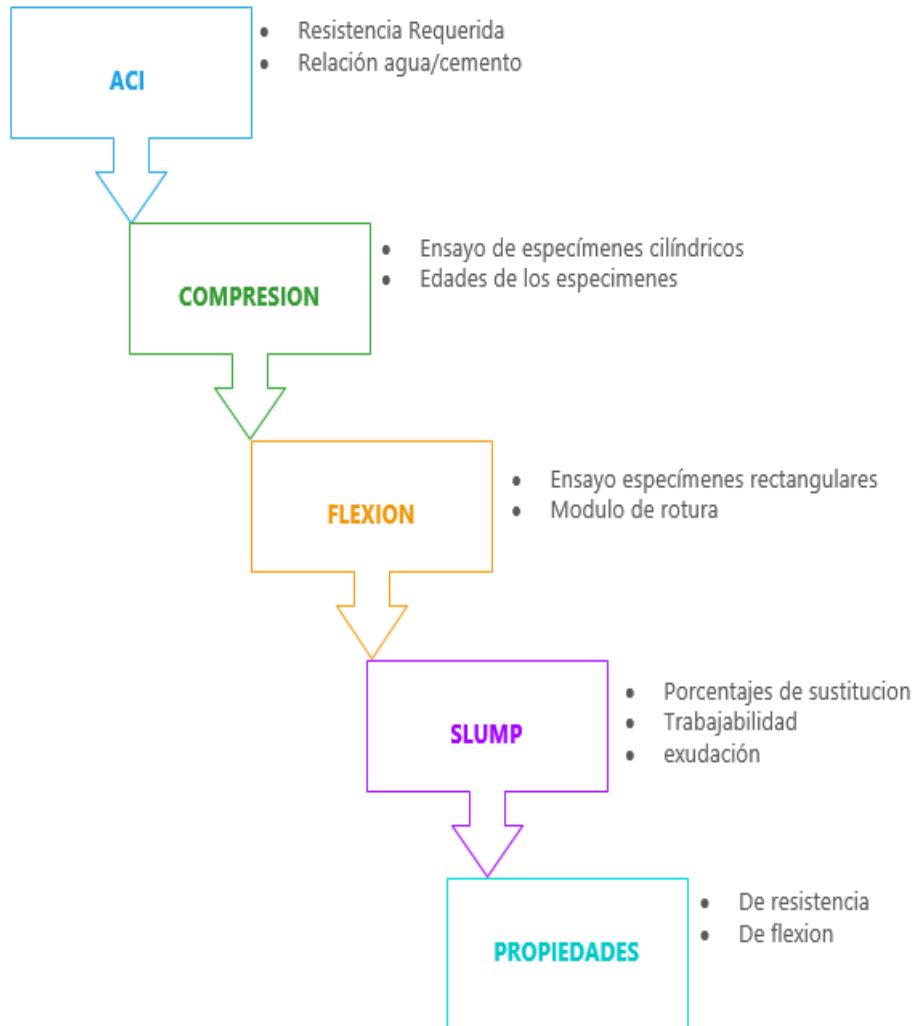 ACI
• Resistencia Requerida
• Relación agua/cemento
COMPRESION
• Ensayo de específimenes cilíndricos
• Edades de los especimenes
FLEXION
• Ensayo especímenes rectangulares
• Modulo de rotura
SLUMP
• Porcentajes de sustitucion
• Trabajabilidad
• exudación
PROPIEDADES
• De resistencia
• De flexion